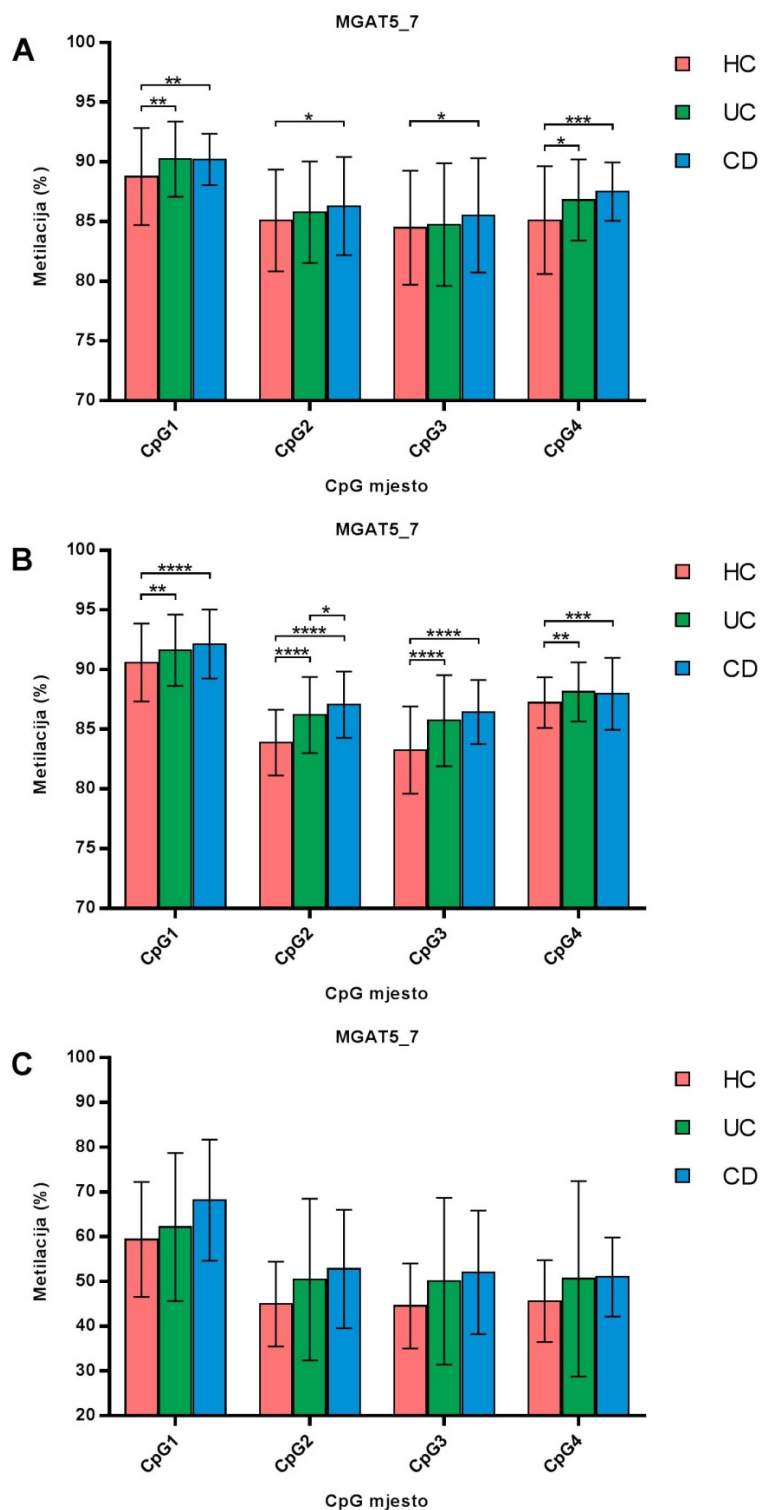 MGAT5_7
A
100
95
90
85
80
75
70
Metilacija (%)
** **
*
*
*** *
HC
UC
CD
CpG1 CpG2 CpG3 CpG4
CpG mjesto
MGAT5_7
B
100
95
90
85
80
75
70
Metilacija (%)
**** **
* **** ****
**** ****
*** **
HC
UC
CD
CpG1 CpG2 CpG3 CpG4
CpG mjesto
MGAT5_7
C
100
90
80
70
60
50
40
30
20
Metilacija (%)
HC
UC
CD
CpG1 CpG2 CpG3 CpG4
CpG mjesto